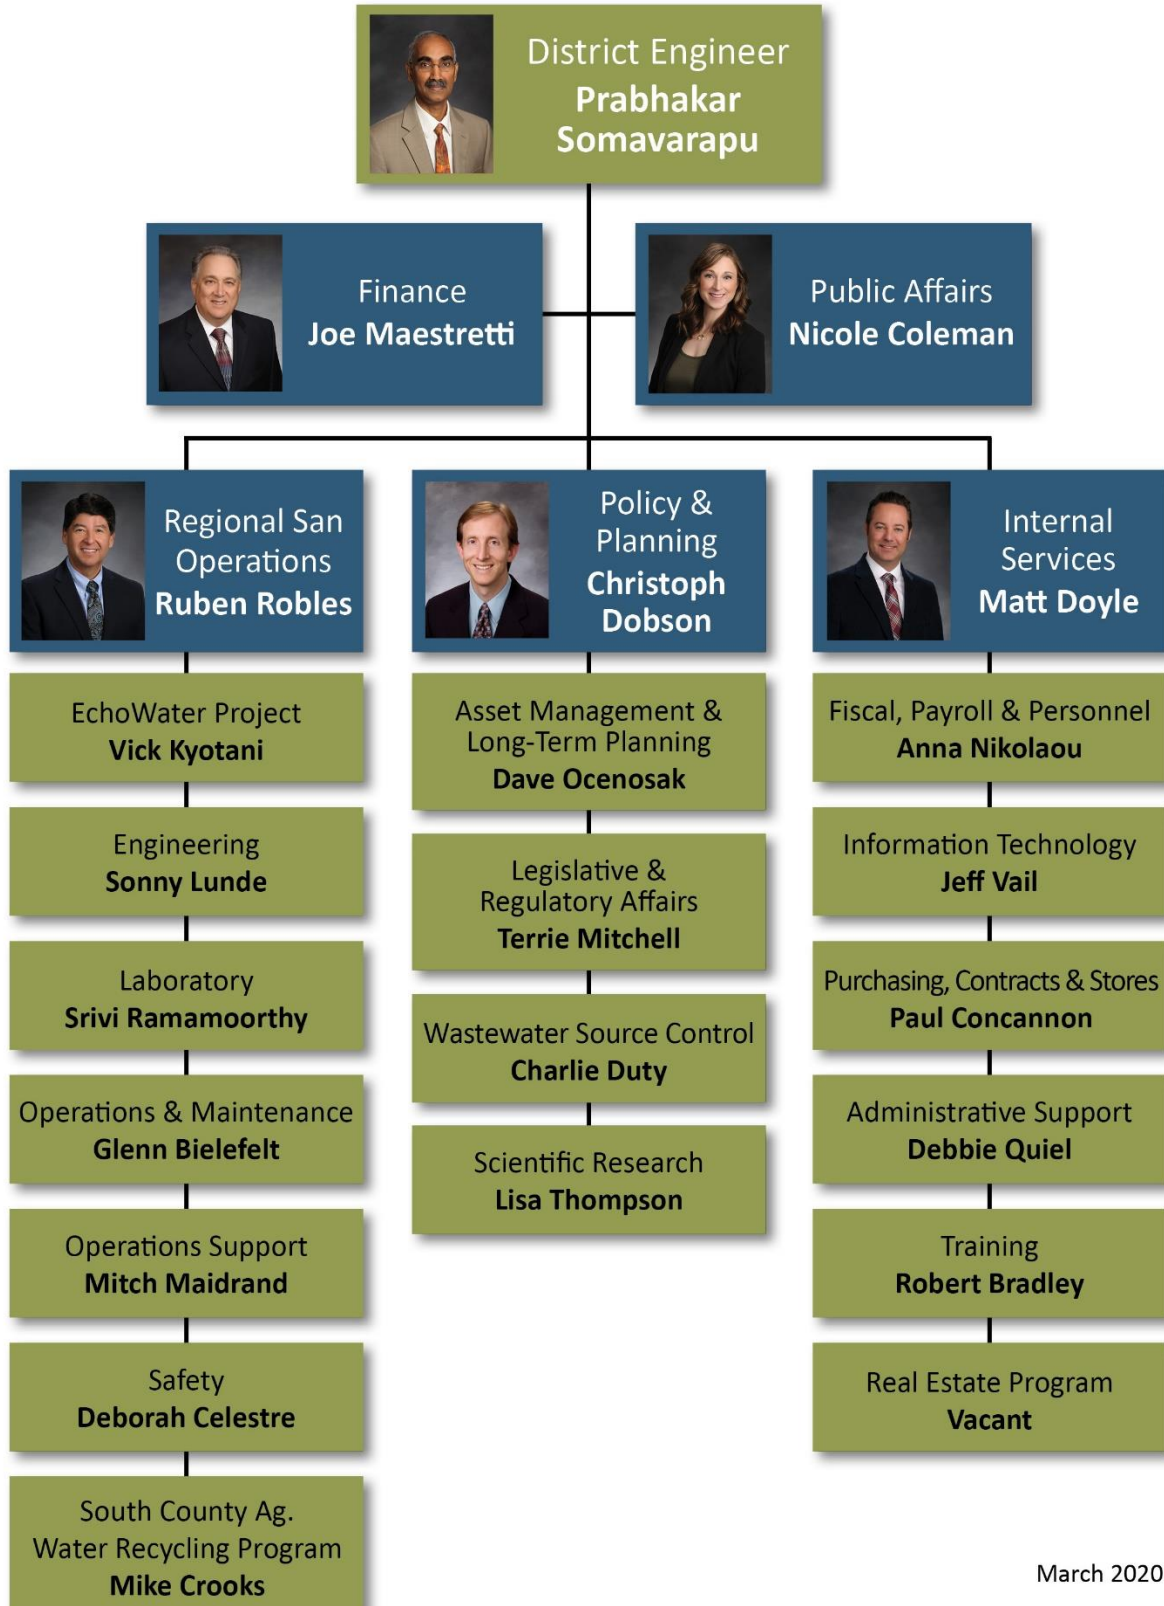 District Engineer
Prabhakar
Somavarapu
Finance
Joe Maestretti
Public Affairs
Nicole Coleman
Regional San
Operations
Ruben Robles
EchoWater Project
Vick Kyotani
Engineering
Sonny Lunde
Laboratory
Srivi Ramamoorthy
Operations & Maintenance
Glenn Bielefelt
Operations Support
Mitch Maidrand
Safety
Deborah Celestre
South County Ag.
Water Recycling Program
Mike Crooks
Policy &
Planning
Christoph
Dobson
Asset Management &
Long-Term Planning
Dave Ocenosak
Legislative &
Regulatory Affairs
Terrie Mitchell
Wastewater Source Control
Charlie Duty
Scientific Research
Lisa Thompson
Internal
Services
Matt Doyle
Fiscal, Payroll & Personnel
Anna Nikolaou
Information Technology
Jeff Vail
Purchasing, Contracts & Stores
Paul Concannon
Administrative Support
Debbie Quiel
Training
Robert Bradley
Real Estate Program
Vacant
March 2020